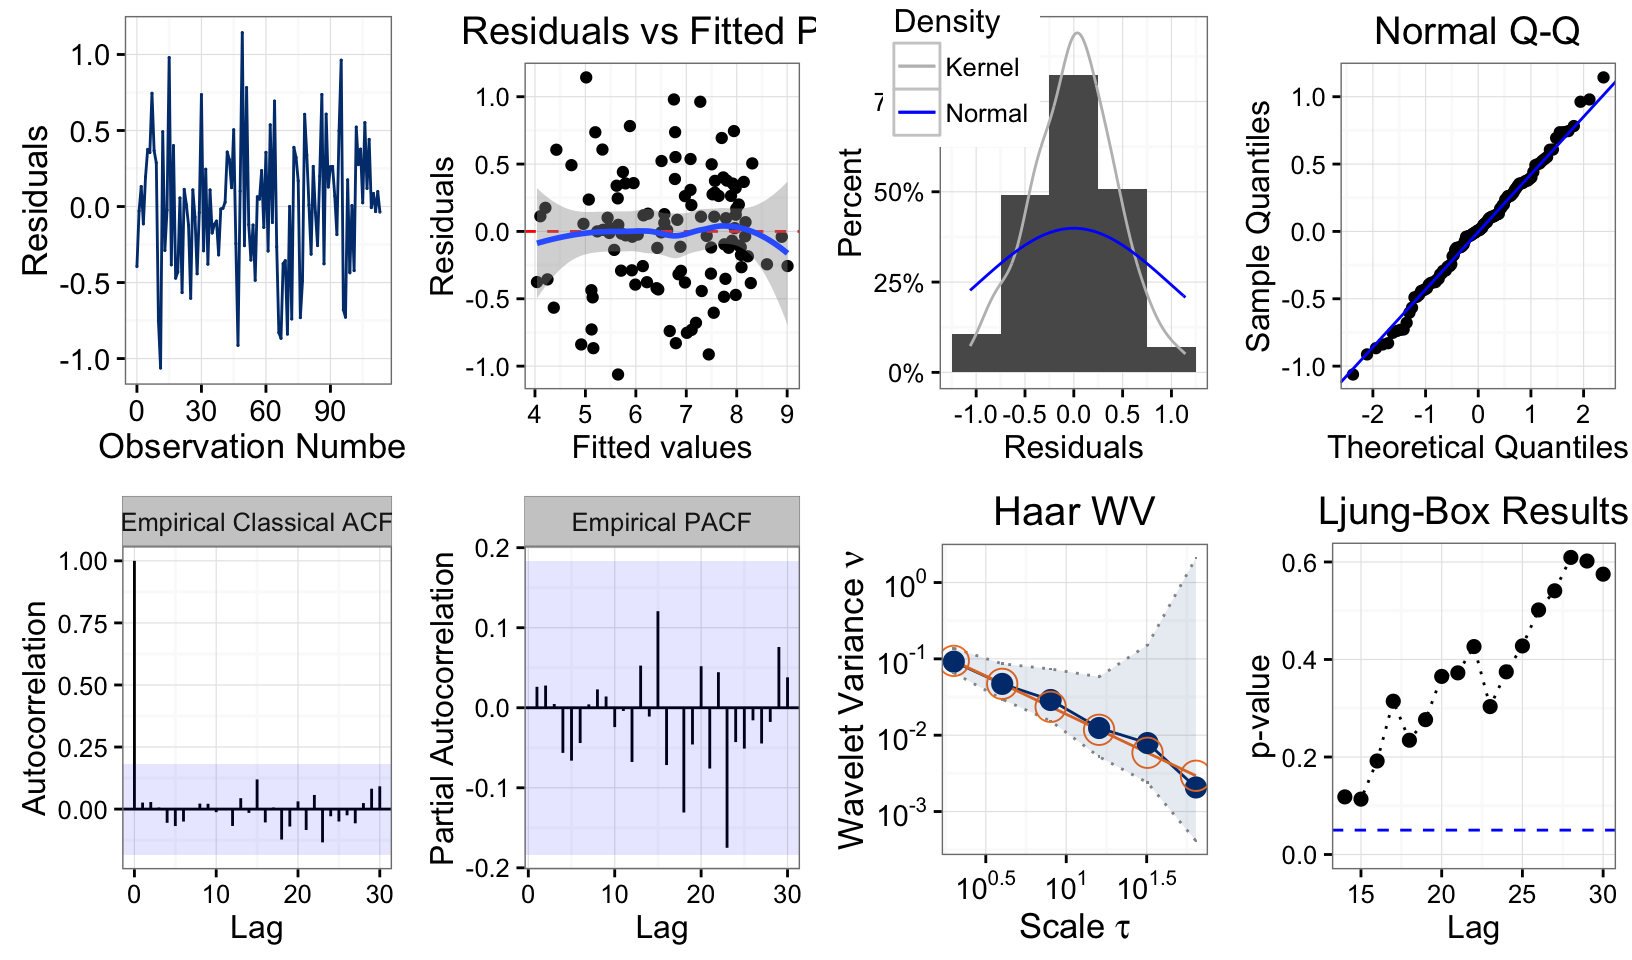 Residuals
1.0
0.5
0.0
-0.5
-1.0
0 30 60 90
Observation Numbe
Residuals vs Fitted P
Residuals
1.0
0.5
0.0
-0.5
-1.0
4 5 6 7 8 9
Fitted values
Density
Kernel
Normal
Percent
7
50%
25%
0%
-1.0 -0.5 0.0 0.5 1.0
Residuals
Normal Q-Q
Sample Quantiles
1.0
0.5
0.0
-0.5
-1.0
-2 -1 0 1 2
Theoretical Quantiles
Empirical Classical ACF
Autocorrelation
1.00
0.75
0.50
0.25
0.00
0 10 20 30
Lag
Empirical PACF
Partial Autocorrelation
0.2
0.1
0.0
-0.1
-0.2
0 10 20 30
Lag
Haar WV
Wavelet Variance ν
10^0
10^-1
10^-2
10^-3
10^0.5 10^1 10^1.5
Scale τ
Ljung-Box Results
p-value
0.6
0.4
0.2
0.0
15 20 25 30
Lag